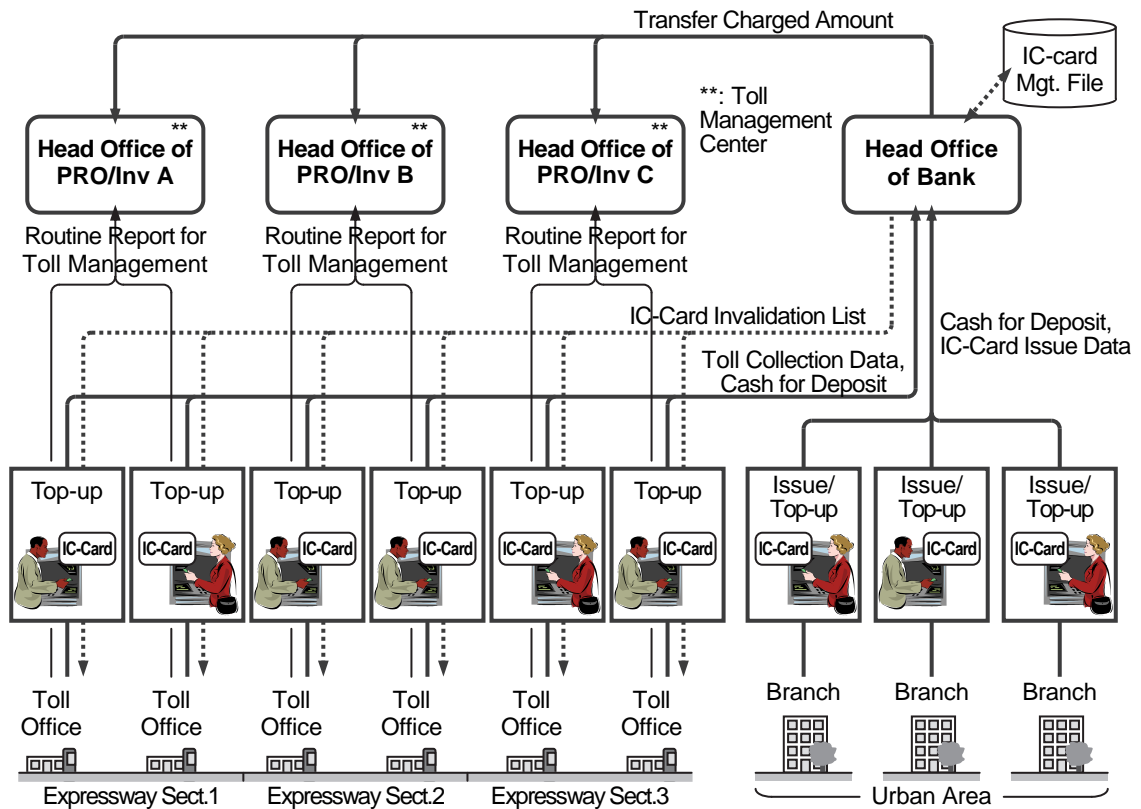 Transfer Charged Amount
IC-card
Mgt. File
**: Toll
Management
Center
**
Head Office of
PRO/Inv A
**
Head Office of
PRO/Inv B
**
Head Office of
PRO/Inv C
Head Office
of Bank
Routine Report for
Toll Management
Routine Report for
Toll Management
Routine Report for
Toll Management
IC-Card Invalidation List
Cash for Deposit,
IC-Card Issue Data
Toll Collection Data,
Cash for Deposit
Top-up
IC-Card
Top-up
IC-Card
Top-up
IC-Card
Top-up
IC-Card
Top-up
IC-Card
Top-up
IC-Card
Issue/
Top-up
IC-Card
Issue/
Top-up
IC-Card
Issue/
Top-up
IC-Card
Toll
Office
Toll
Office
Toll
Office
Toll
Office
Toll
Office
Toll
Office
Branch
Branch
Branch
Expressway Sect.1
Expressway Sect.2
Expressway Sect.3
Urban Area